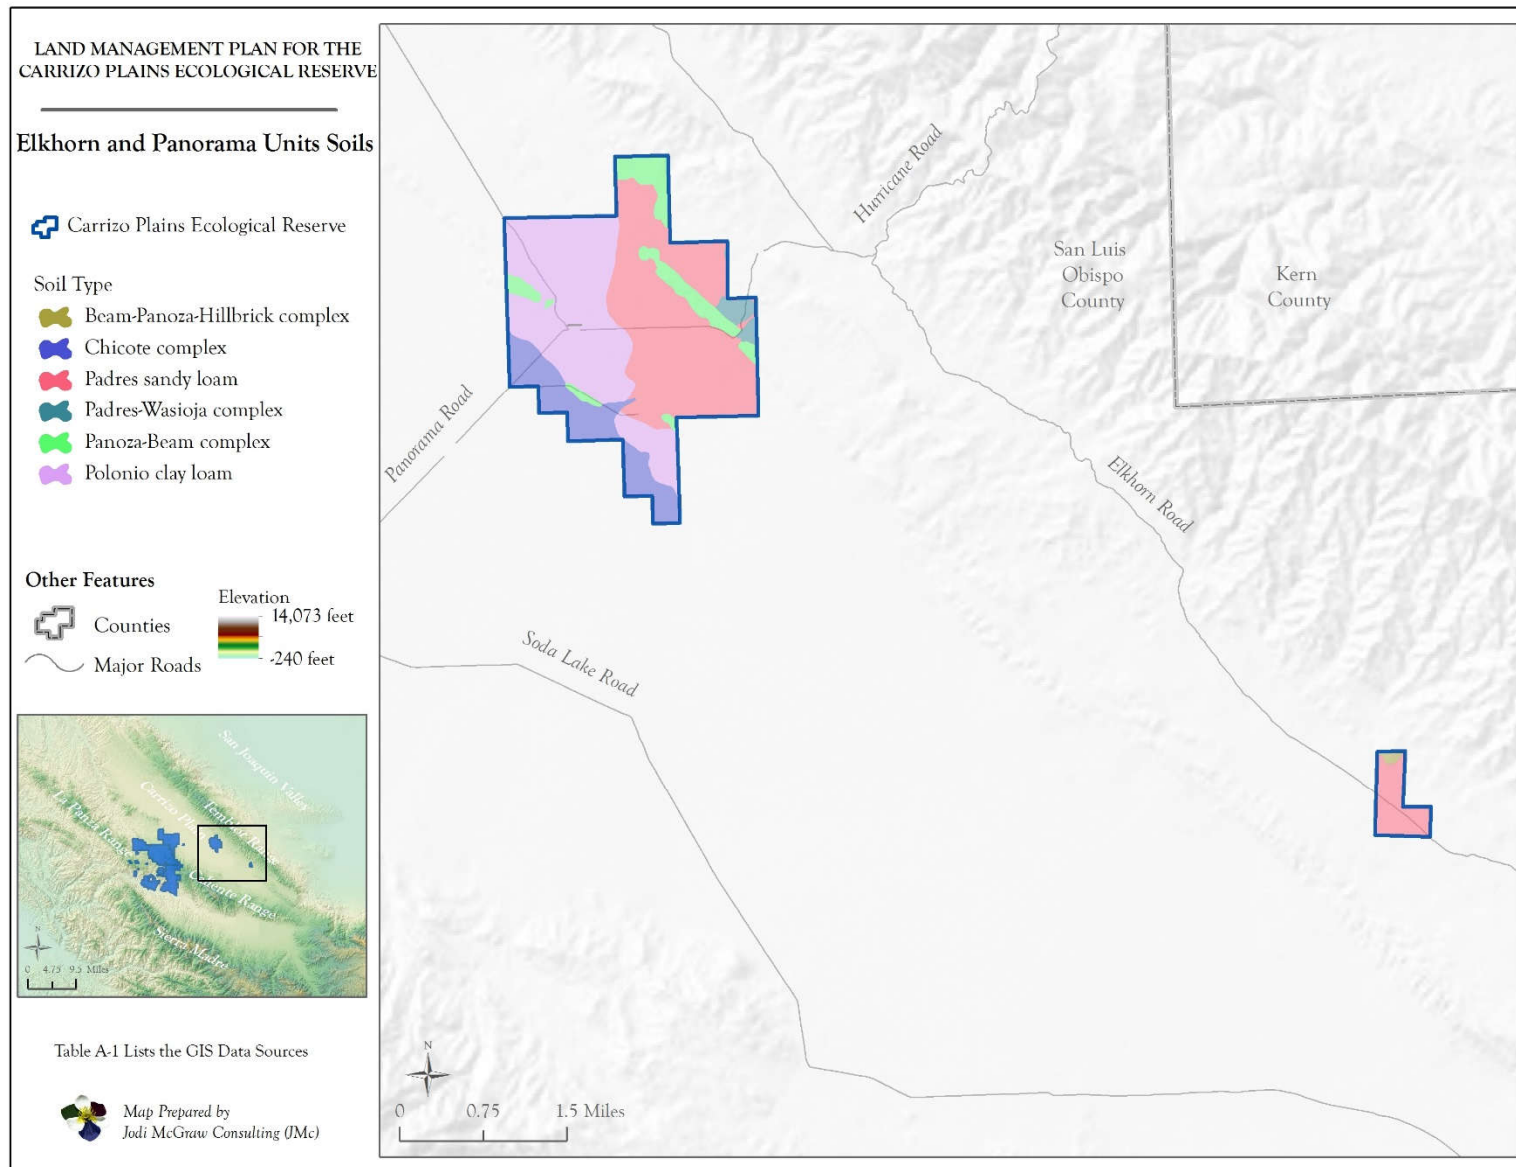 LAND MANAGEMENT PLAN FOR THE
CARRIZO PLAINS ECOLOGICAL RESERVE
Elkhorn and Panorama Units Soils
Carrizo Plains Ecological Reserve
Soil Type
Beam-Panoza-Hillbrick complex
Chicote complex
Padres sandy loam
Padres-Wasioja complex
Panoza-Beam complex
Polonio clay loam
Other Features
Counties
Major Roads
Elevation
14,073 feet
-240 feet
San Joaquin Valley
Carrizo
La Panza Range
Caliente Range
Sierra Madre
N
0 4.75 9.5 Miles
Table A-1 Lists the GIS Data Sources
Map Prepared by
Jodi McGraw Consulting (JMc)
Hurricane Road
San Luis
Obispo
County
Kern
County
Panorama Road
Elkhorn Road
Soda Lake Road
N
0 0.75 1.5 Miles